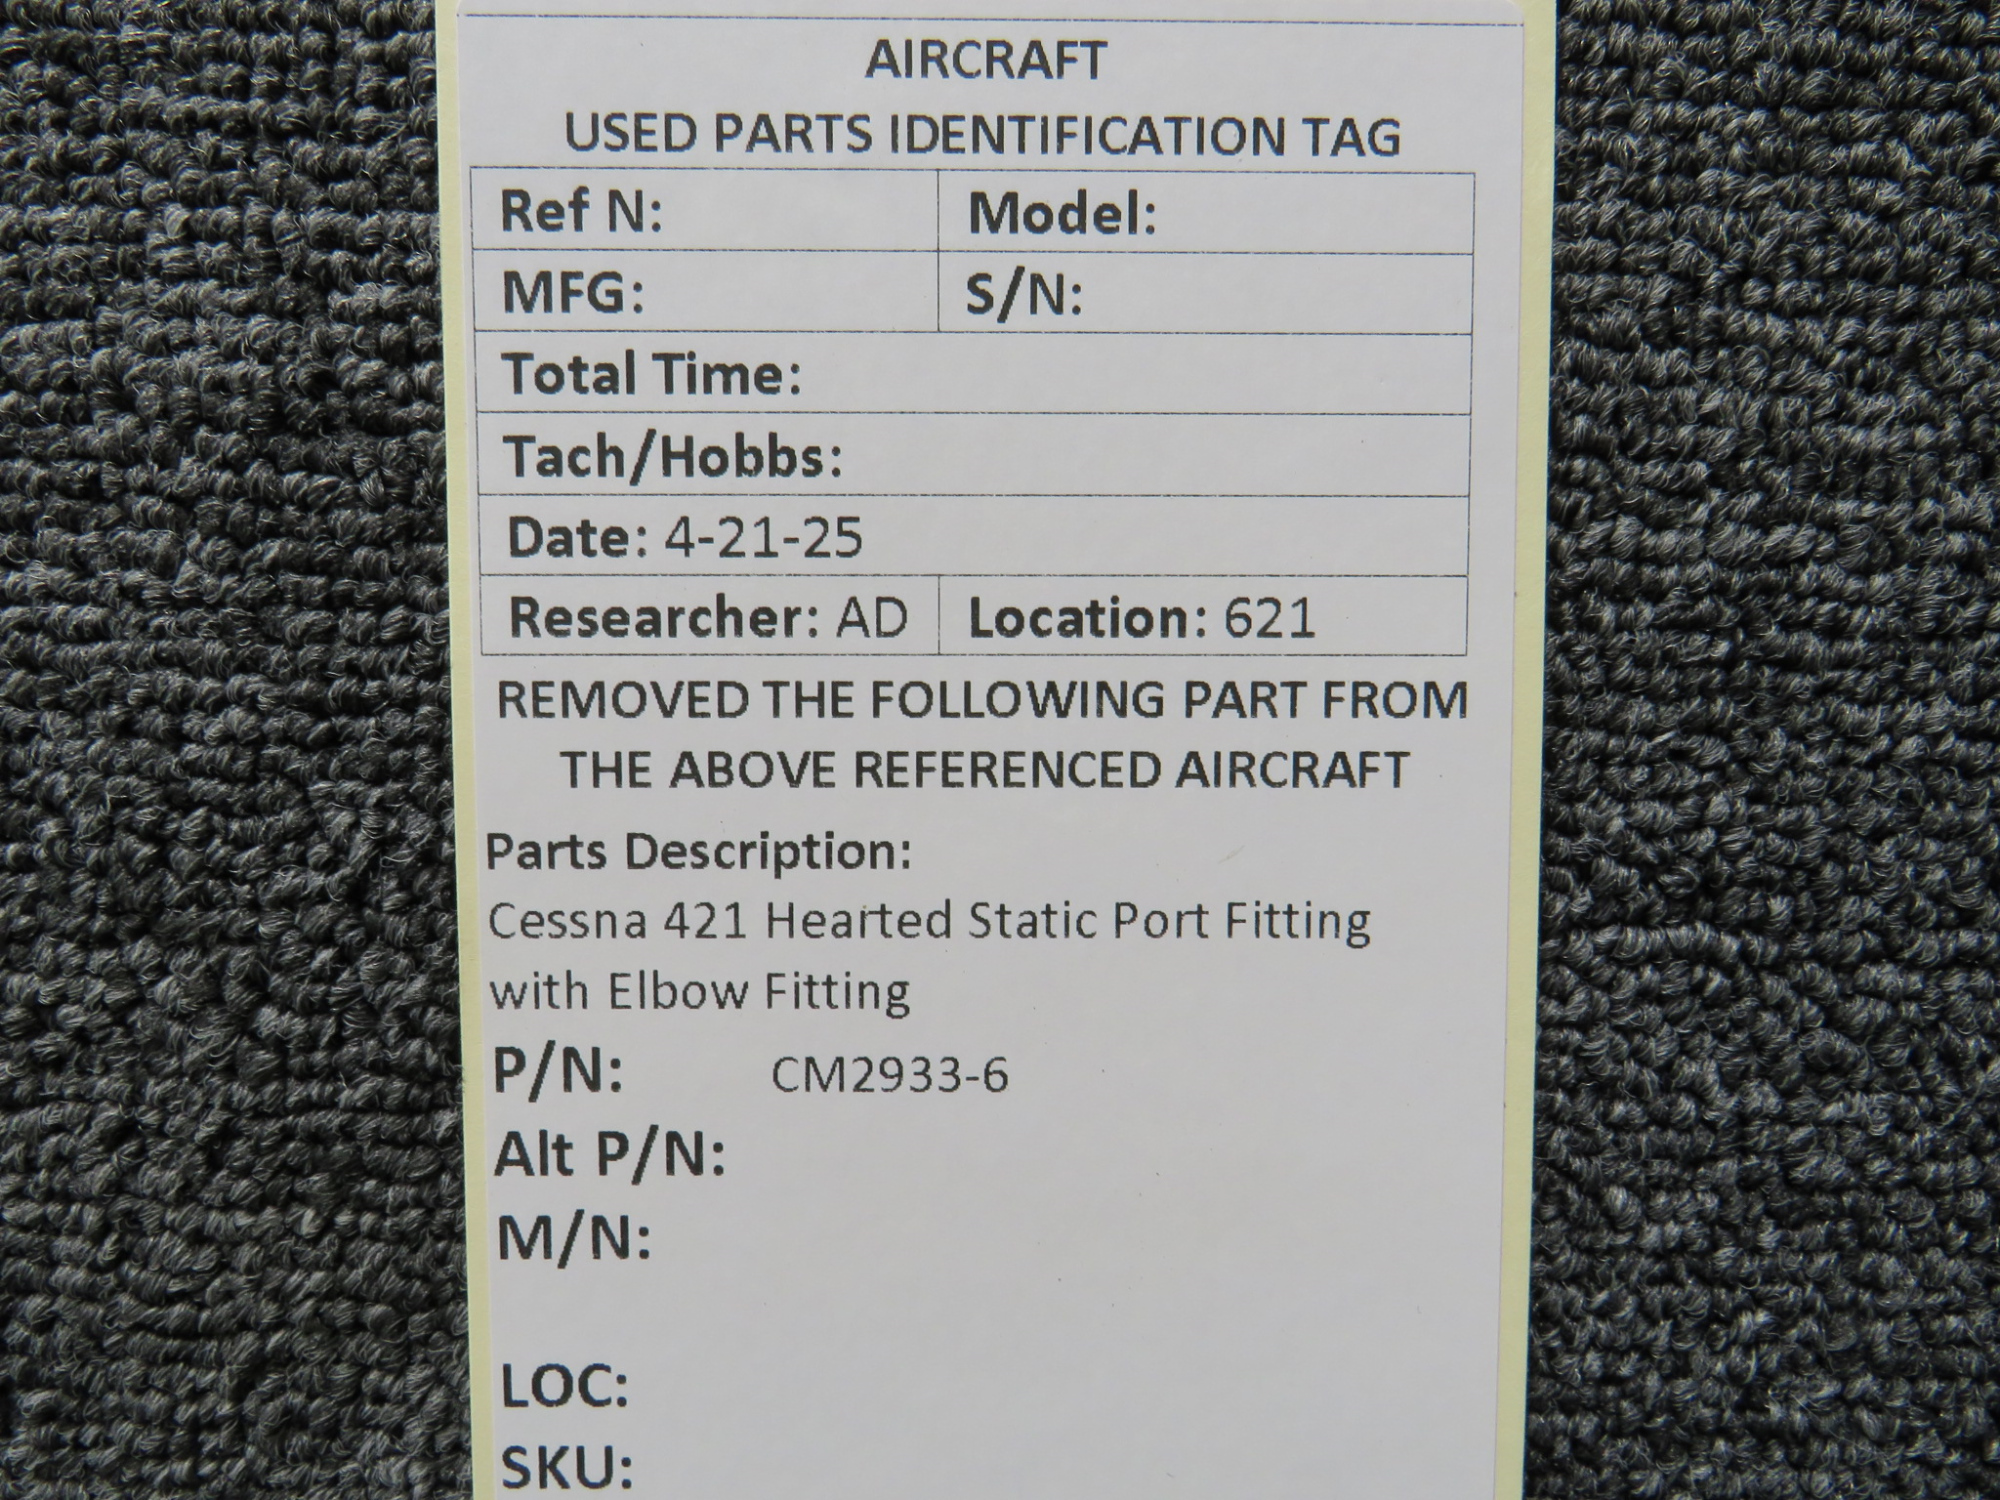 AIRCRAFT
USED PARTS IDENTIFICATION TAG
Ref N: Model:
MFG: S/N:
Total Time:
Tach/Hobbs:
Date: 4-21-25
Researcher: AD Location: 621
REMOVED THE FOLLOWING PART FROM
THE ABOVE REFERENCED AIRCRAFT
Parts Description:
Cessna 421 Hearted Static Port Fitting
with Elbow Fitting
P/N: CM2933-6
Alt P/N:
M/N:
LOC:
SKU: